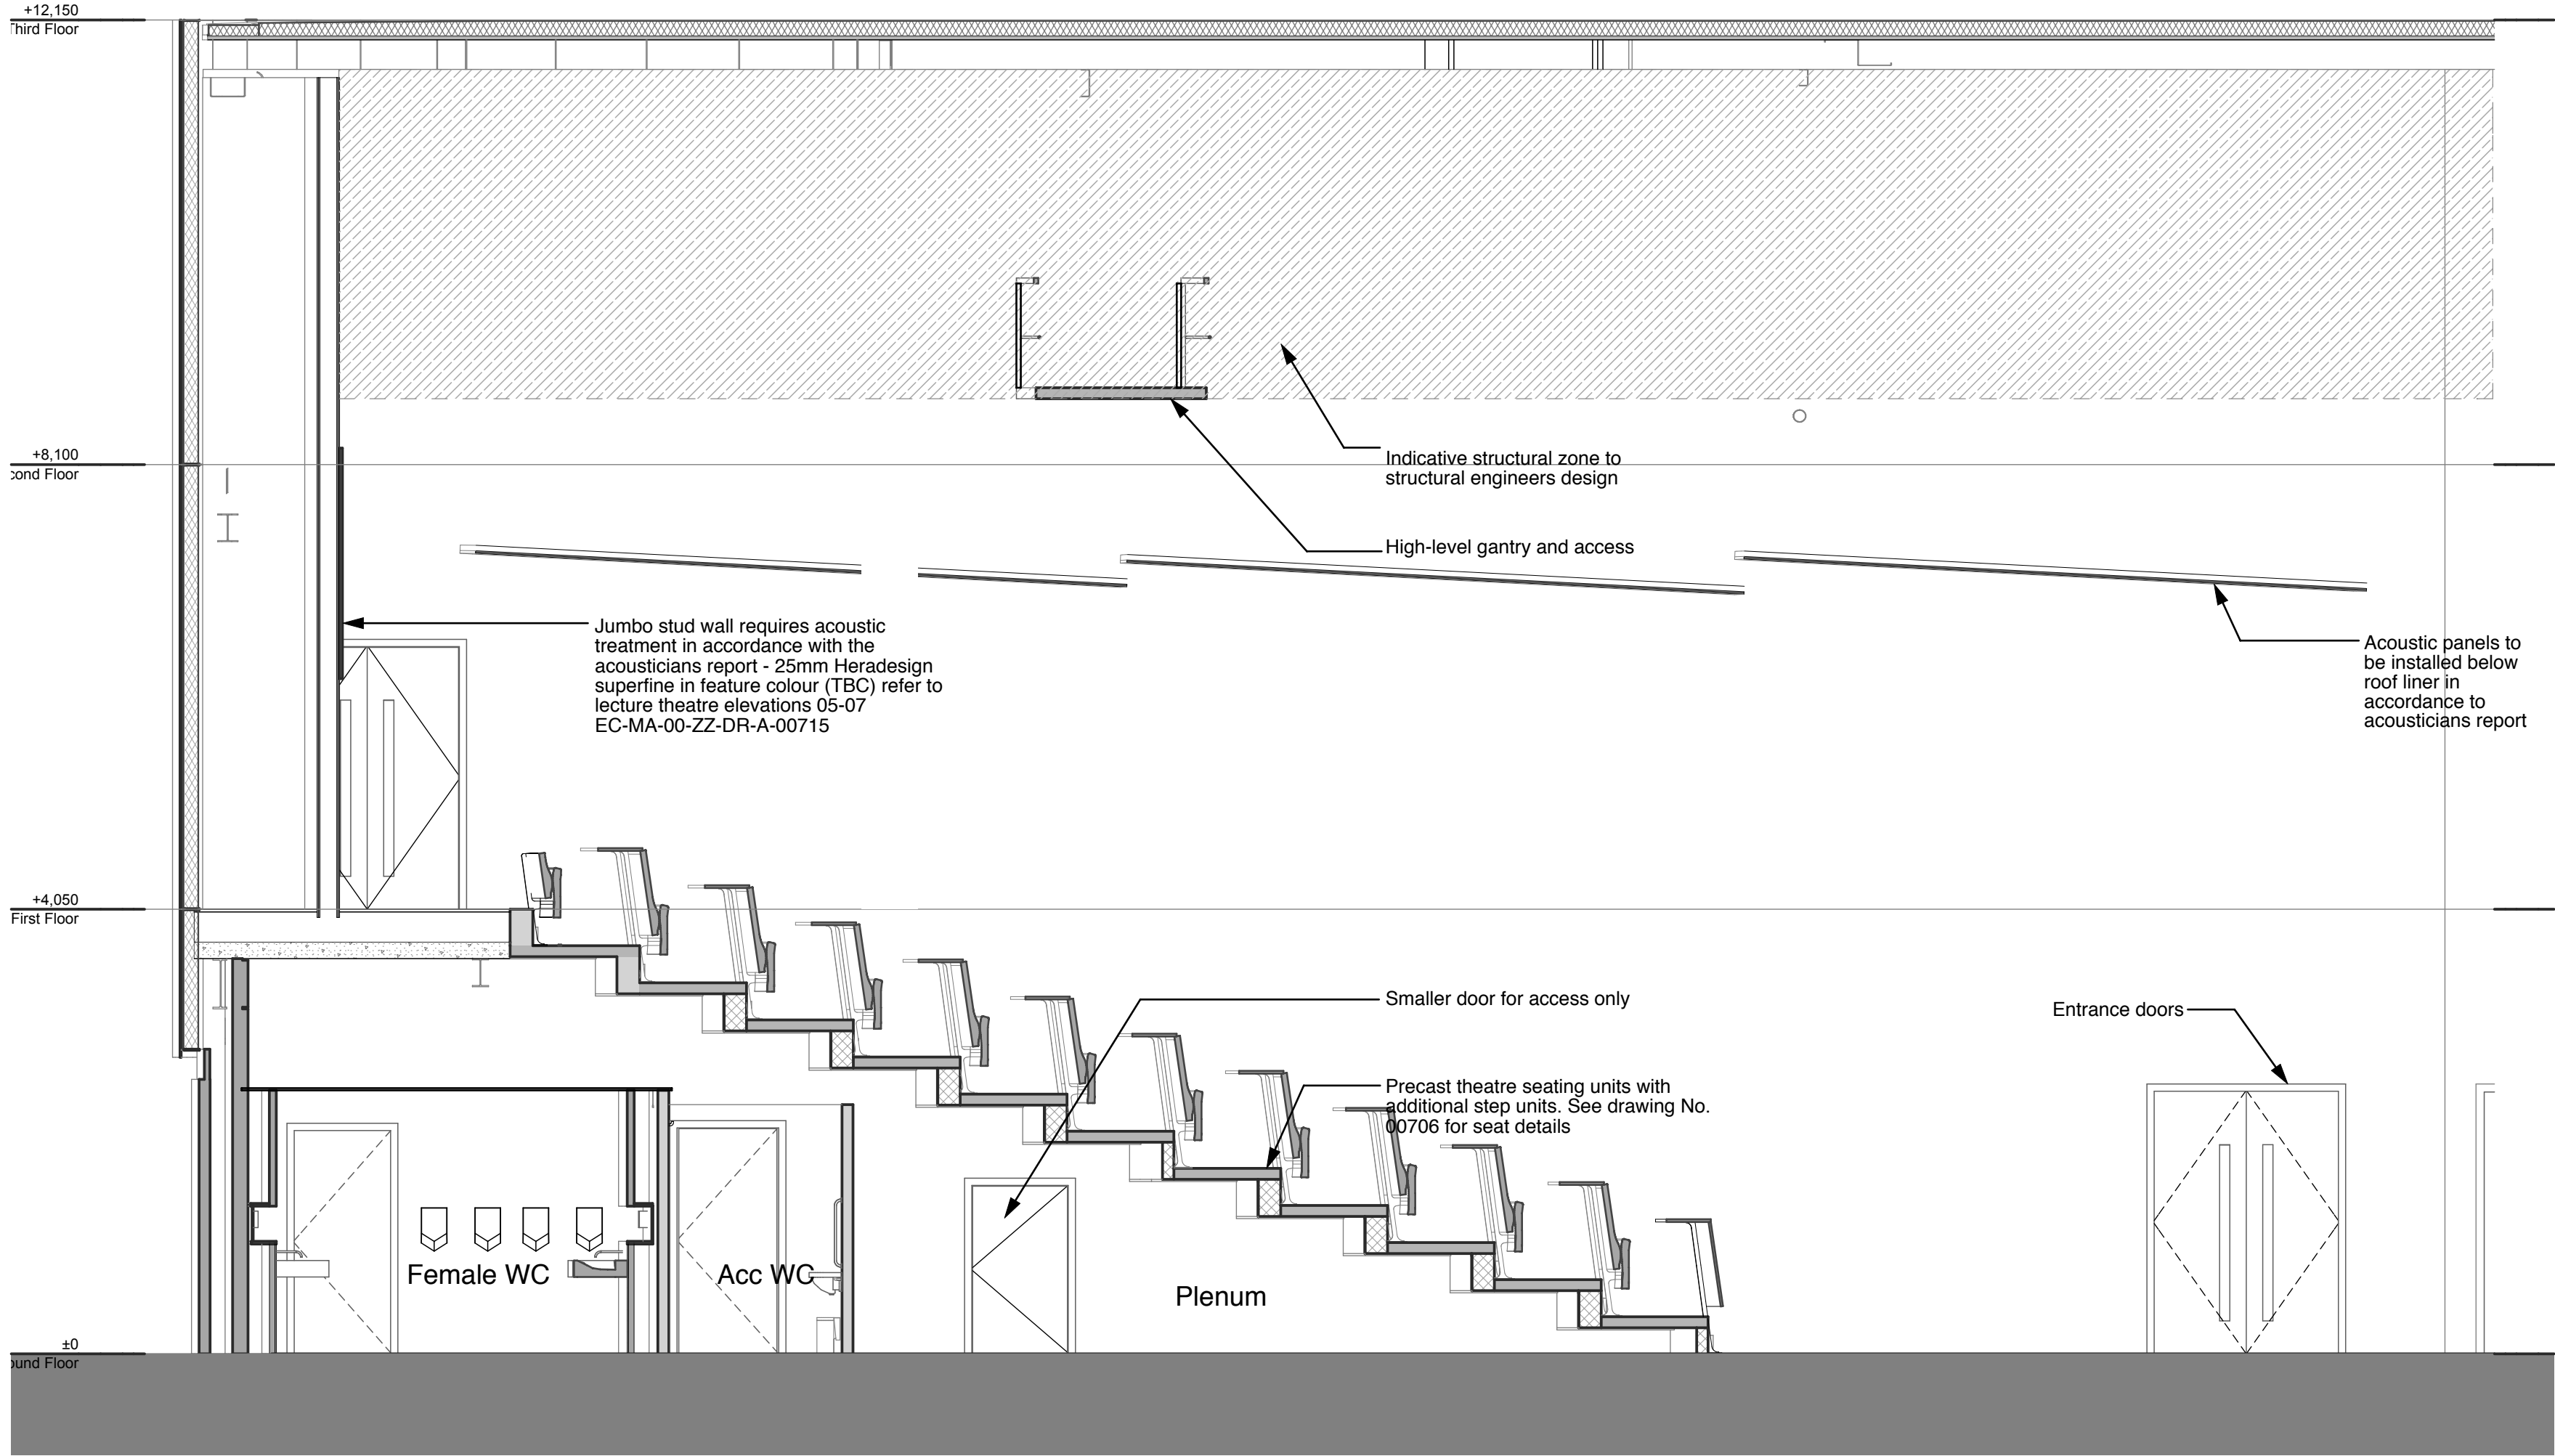 +12,150
Third Floor
+8,100
cond Floor
Indicative structural zone to
structural engineers design
High-level gantry and access
Jumbo stud wall requires acoustic
treatment in accordance with the
acousticians report - 25mm Heradesign
superfine in feature colour (TBC) refer to
lecture theatre elevations 05-07
EC-MA-00-ZZ-DR-A-00715
Acoustic panels to
be installed below
roof liner in
accordance to
acousticians report
+4,050
First Floor
Smaller door for access only
Entrance doors
Precast theatre seating units with
additional step units. See drawing No.
00706 for seat details
Female WC
Acc WC
Plenum
±0
ound Floor